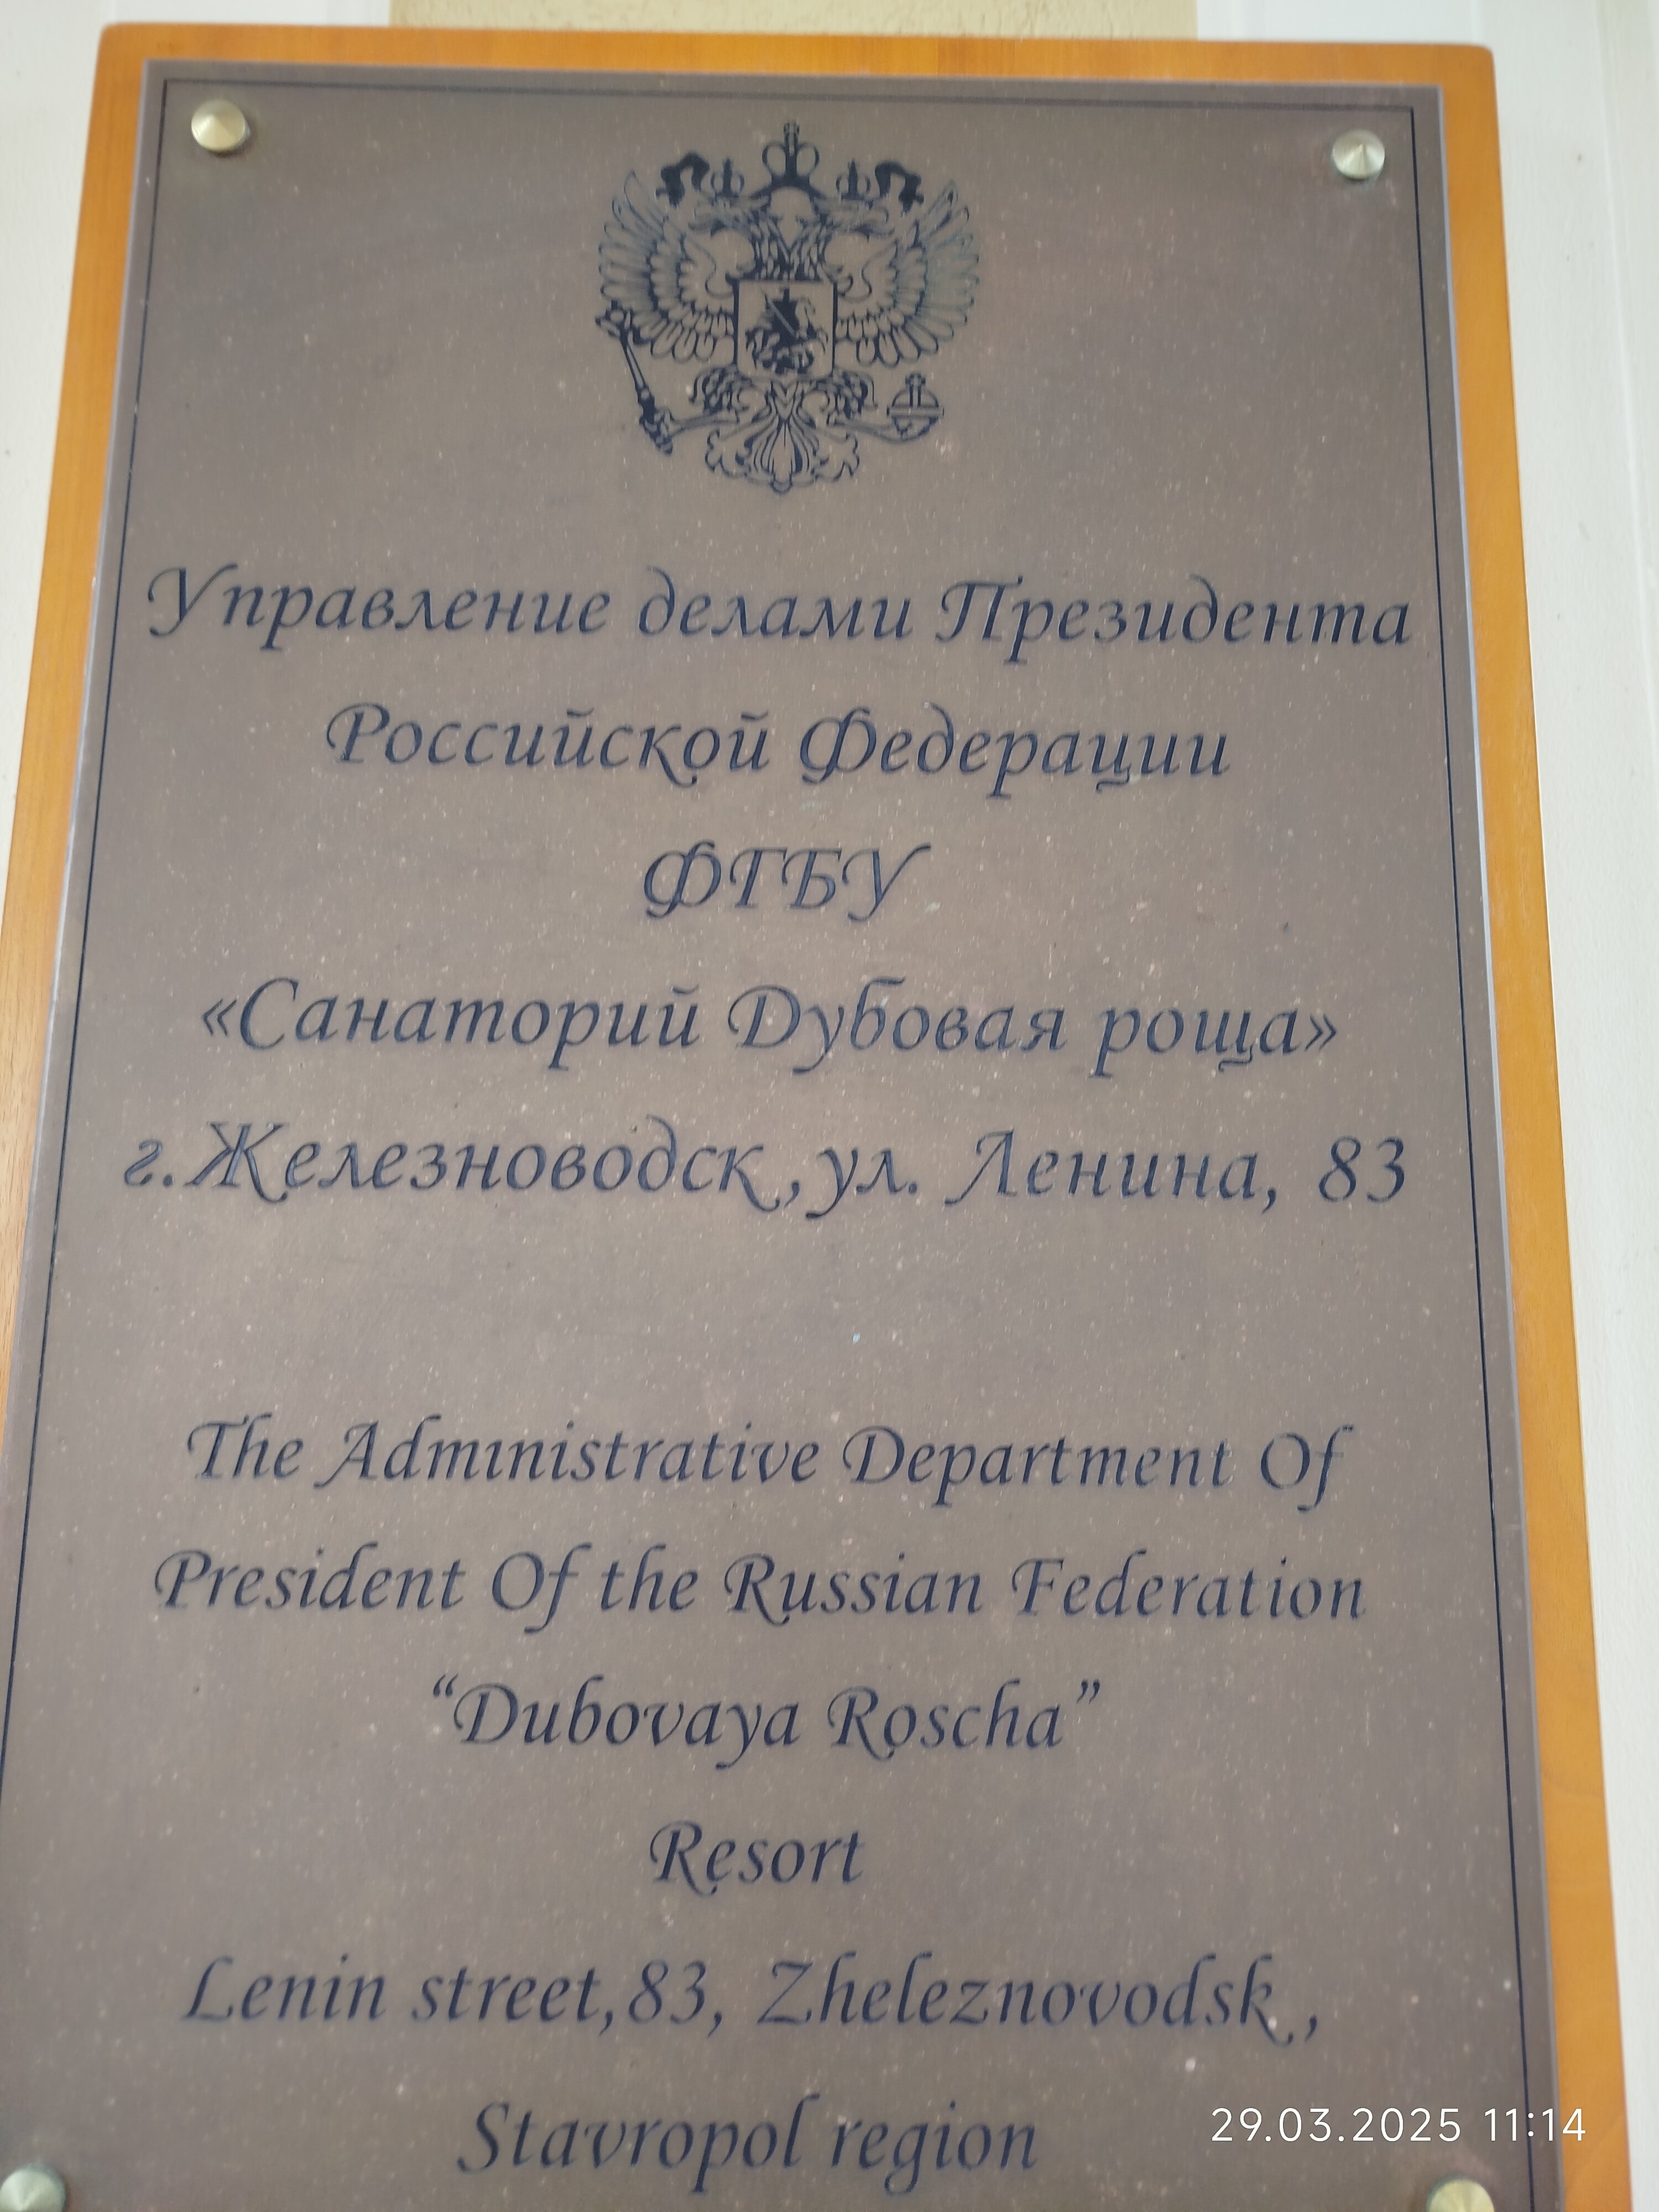 Управление делами Президента
Российской Федерации
ФГБУ
«Санаторий Дубовая роща»
г.Железноводск,ул. Ленина, 83
The Administrative Department Of
President Of the Russian Federation
“Dubovaya Roscha”
Resort
Lenin street,83, Zheleznovodsk,
Stavropol region
29.03.2025 11:14